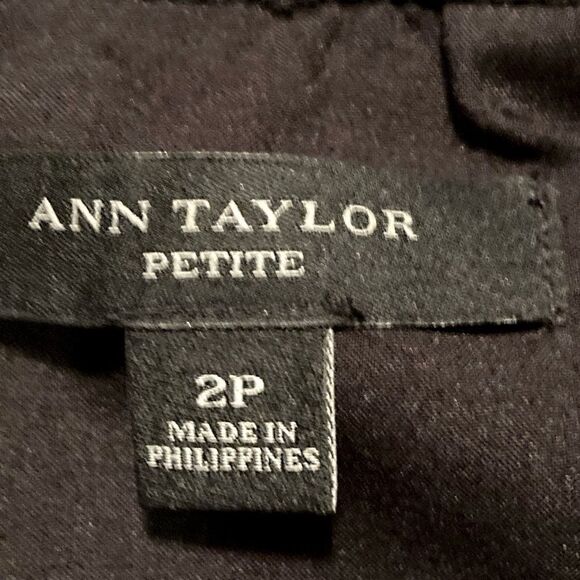 ANN TAYLOR
PETITE
2P
MADE IN
PHILIPPINES